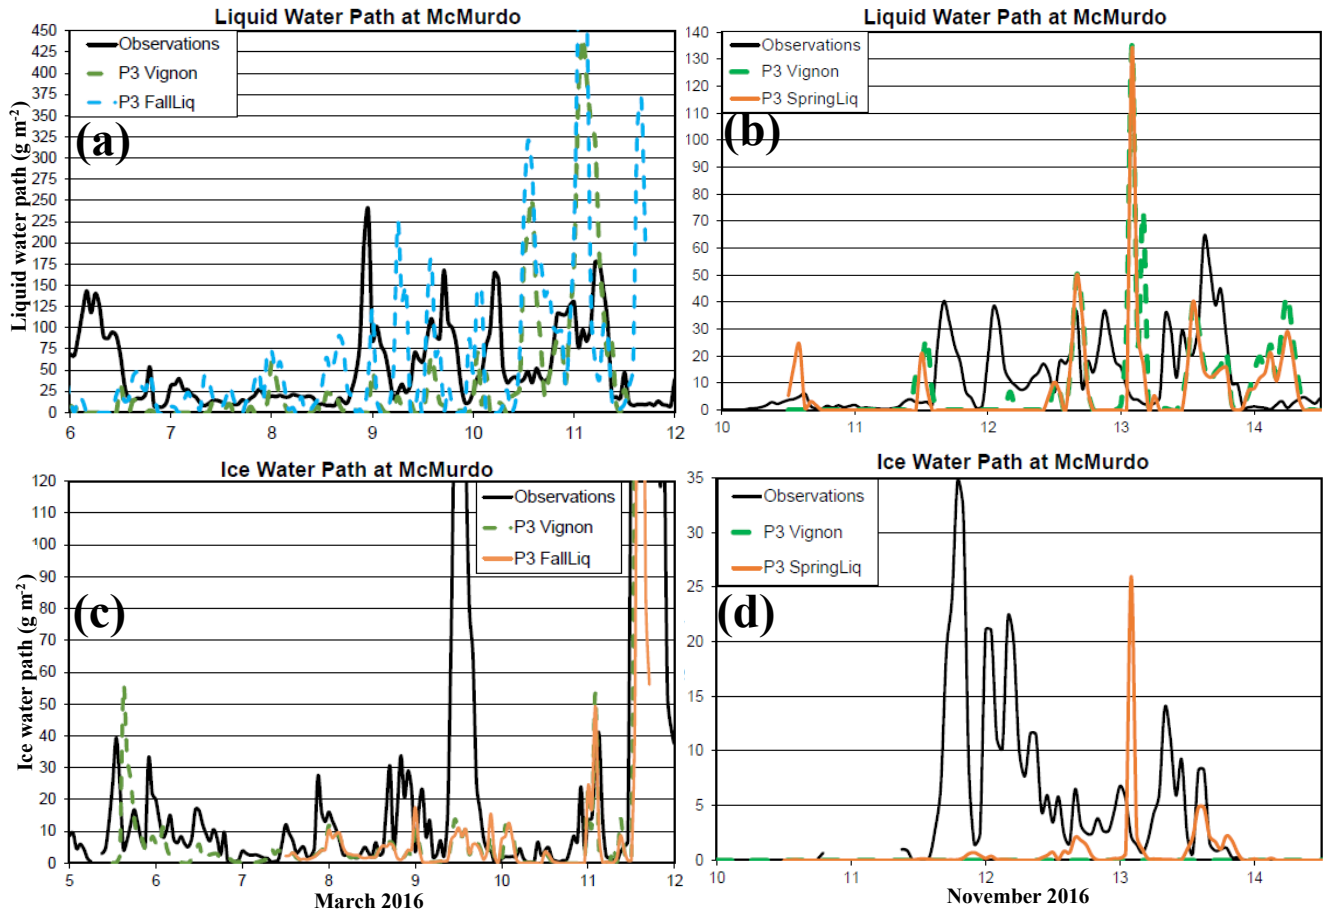 Liquid Water Path at McMurdo
Liquid water path (g m⁻²)
450
425
400
375
350
325
300
275
250
225
200
175
150
125
100
75
50
25
0
Observations
P3 Vignon
P3 FallLiq
(a)
6 7 8 9 10 11 12
Liquid Water Path at McMurdo
140
130
120
110
100
90
80
70
60
50
40
30
20
10
0
Observations
P3 Vignon
P3 SpringLiq
(b)
10 11 12 13 14
Ice Water Path at McMurdo
Ice water path (g m⁻²)
120
110
100
90
80
70
60
50
40
30
20
10
0
Observations
P3 Vignon
P3 FallLiq
(c)
5 6 7 8 9 10 11 12
March 2016
Ice Water Path at McMurdo
35
30
25
20
15
10
5
0
Observations
P3 Vignon
P3 SpringLiq
(d)
10 11 12 13 14
November 2016